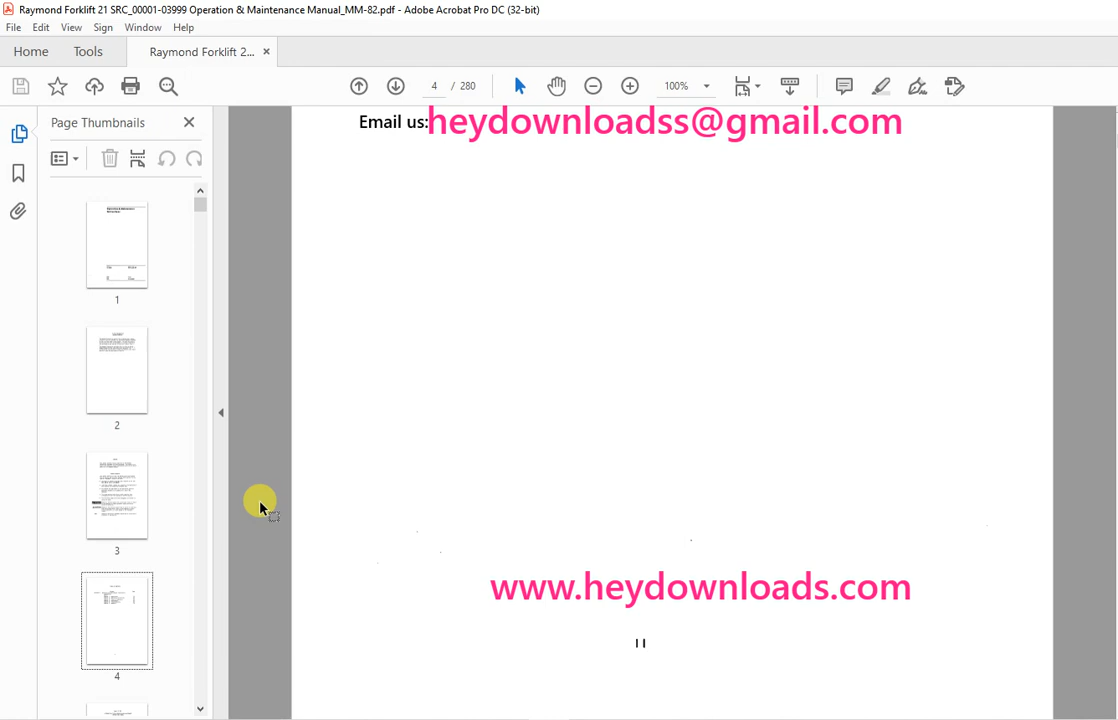 Raymond Forklift 21 SRC_00001-03999 Operation & Maintenance Manual_MM-82.pdf - Adobe Acrobat Pro DC (32-bit)
File Edit View Sign Window Help
Home Tools Raymond Forklift 2... ×
4 / 280 100%
Page Thumbnails
1
2
3
4
Email us:heydownloadss@gmail.com
www.heydownloads.com
II